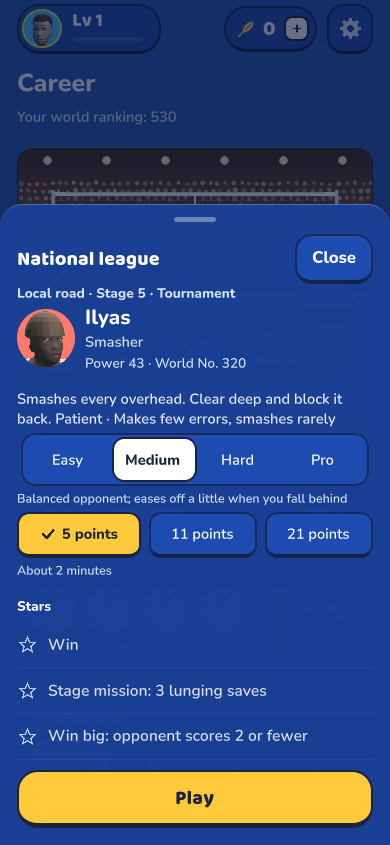 Lv 1
0
+
Career
Your world ranking: 530
National league
Close
Local road · Stage 5 · Tournament
Ilyas
Smasher
Power 43 · World No. 320
Smashes every overhead. Clear deep and block it
back. Patient · Makes few errors, smashes rarely
Easy
Medium
Hard
Pro
Balanced opponent; eases off a little when you fall behind
5 points
11 points
21 points
About 2 minutes
Stars
Win
Stage mission: 3 lunging saves
Win big: opponent scores 2 or fewer
Play